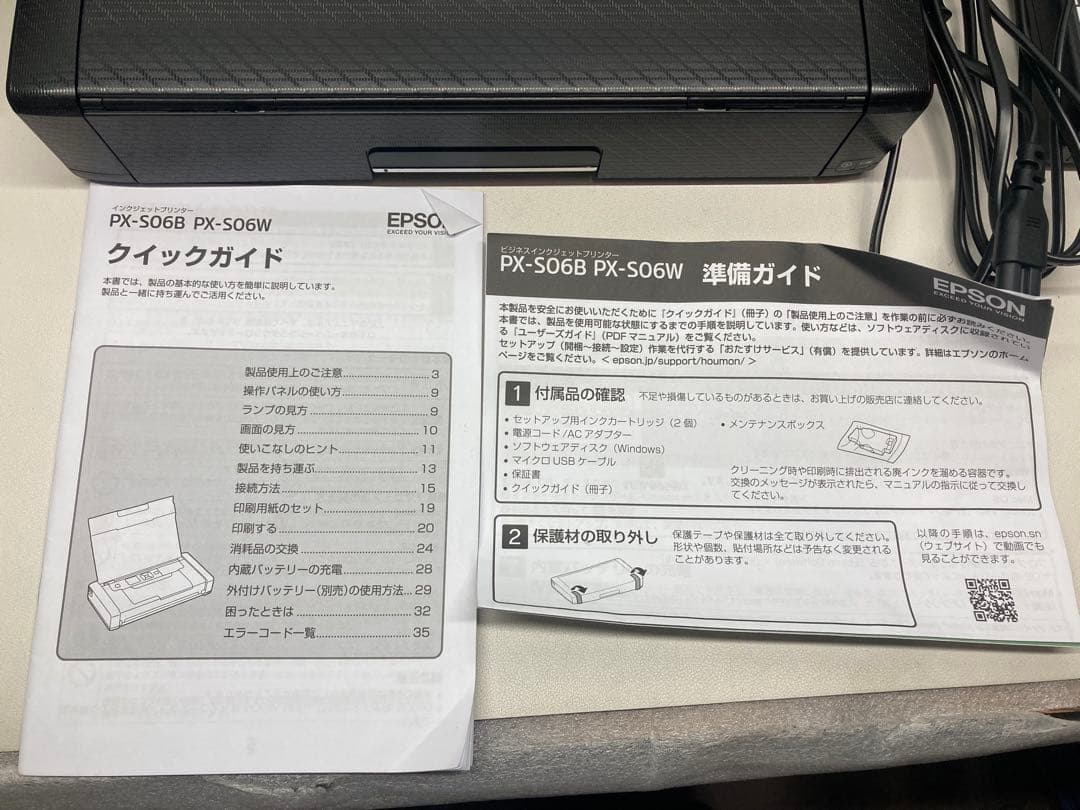 インクジェットプリンター
PX-S06B PX-S06W
EPSO
EXCEED YOUR VISI
クイックガイド
本書では、製品の基本的な使い方を簡単に説明しています。
製品と一緒に持ち運んでご活用ください。
製品使用上のご注意 3
操作パネルの使い方 9
ランプの見方 9
画面の見方 10
使いこなしのヒント 11
製品を持ち運ぶ 13
接続方法 15
印刷用紙のセット 19
印刷する 20
消耗品の交換 24
内蔵バッテリーの充電 28
外付けバッテリー(別売)の使用方法 29
困ったときは 32
エラーコード一覧 35
ビジネスインクジェットプリンター
PX-S06B PX-S06W 準備ガイド
EPSON
EXCEED YOUR VISION
本製品を安全にお使いいただくために『クイックガイド』(冊子)の「製品使用上のご注意」を作業の前に必ずお読みください。
本書では、製品を使用可能な状態にするまでの手順を説明しています。使い方などは、ソフトウェアディスクに収録されてい
る『ユーザーズガイド』(PDFマニュアル)をご覧ください。
セットアップ(開梱～接続～設定)作業を代行する「おたすけサービス」(有償)を提供しています。詳細はエプソンのホーム
ページをご覧ください。< epson.jp/support/houmon/ >
1 付属品の確認 不足や損傷しているものがあるときは、お買い上げの販売店に連絡してください。
• セットアップ用インクカートリッジ(2個)
• 電源コード/ACアダプター
• ソフトウェアディスク(Windows)
• マイクロUSBケーブル
• 保証書
• クイックガイド(冊子)
• メンテナンスボックス
クリーニング時や印刷時に排出される廃インクを溜める容器です。
交換のメッセージが表示されたら、マニュアルの指示に従って交換し
てください。
2 保護材の取り外し
保護テープや保護材は全て取り外してください。
形状や個数、貼付場所などは予告なく変更される
ことがあります。
以降の手順は、epson.sn
(ウェブサイト)で動画でも
見ることができます。